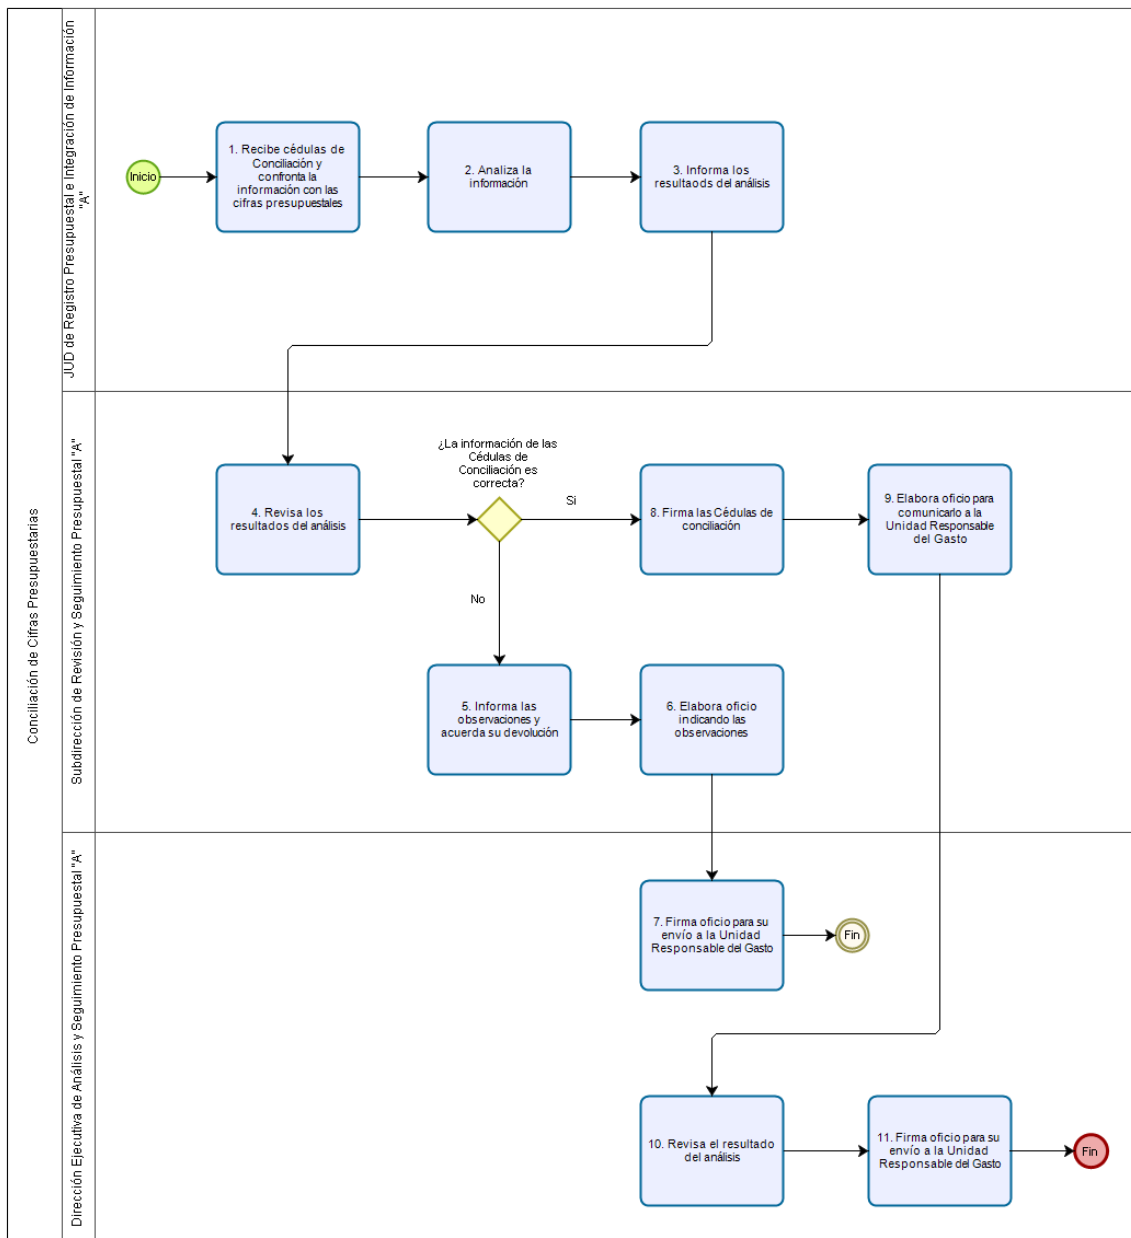 Conciliación de Cifras Presupuestarias
JUD de Registro Presupuestal e Integración de Información
"A"
Inicio
1. Recibe cédulas de
Conciliación y
confronta la
información con las
cifras presupuestales
2. Analiza la
información
3. Informa los
resultaods del análisis
Subdirección de Revisión y Seguimiento Presupuestal "A"
4. Revisa los
resultados del análisis
¿La información de las
Cédulas de
Conciliación es
correcta?
Si
No
8. Firma las Cédulas de
conciliación
9. Elabora oficio para
comunicarlo a la
Unidad Responsable
del Gasto
5. Informa las
observaciones y
acuerda su devolución
6. Elabora oficio
indicando las
observaciones
Dirección Ejecutiva de Análisis y Seguimiento Presupuestal "A"
7. Firma oficio para su
envío a la Unidad
Responsable del Gasto
Fin
10. Revisa el resultado
del análisis
11. Firma oficio para su
envío a la Unidad
Responsable del Gasto
Fin